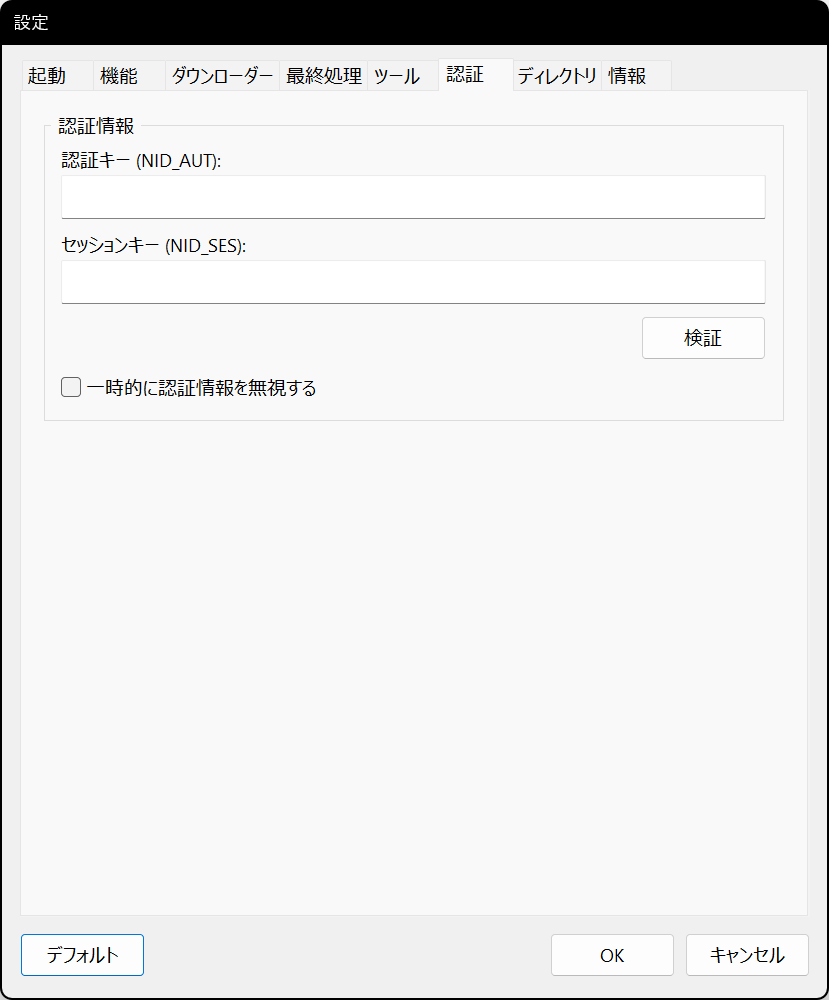 設定
起動 機能 ダウンローダー 最終処理 ツール 認証 ディレクトリ 情報
認証情報
認証キー (NID_AUT):
セッションキー (NID_SES):
検証
一時的に認証情報を無視する
デフォルト OK キャンセル